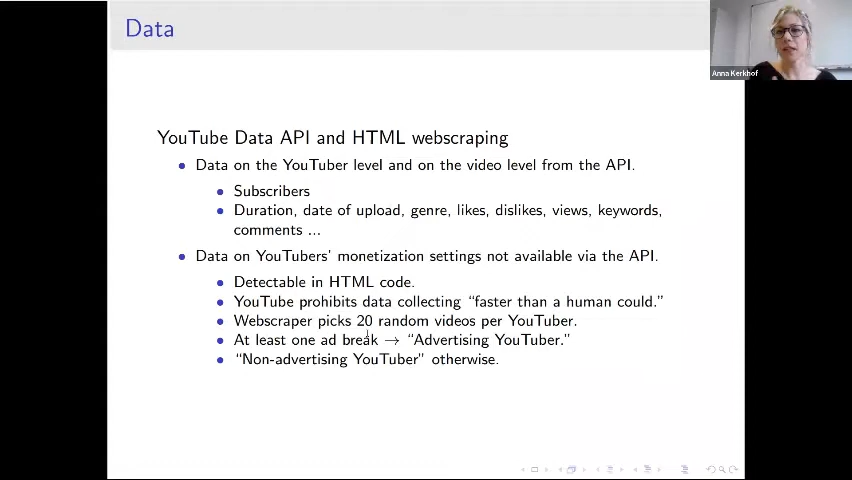 Data
Anna Kerkhof
YouTube Data API and HTML webscraping
• Data on the YouTuber level and on the video level from the API.
• Subscribers
• Duration, date of upload, genre, likes, dislikes, views, keywords,
comments ...
• Data on YouTubers' monetization settings not available via the API.
• Detectable in HTML code.
• YouTube prohibits data collecting “faster than a human could.”
• Webscraper picks 20 random videos per YouTuber.
• At least one ad break → “Advertising YouTuber.”
• “Non-advertising YouTuber” otherwise.